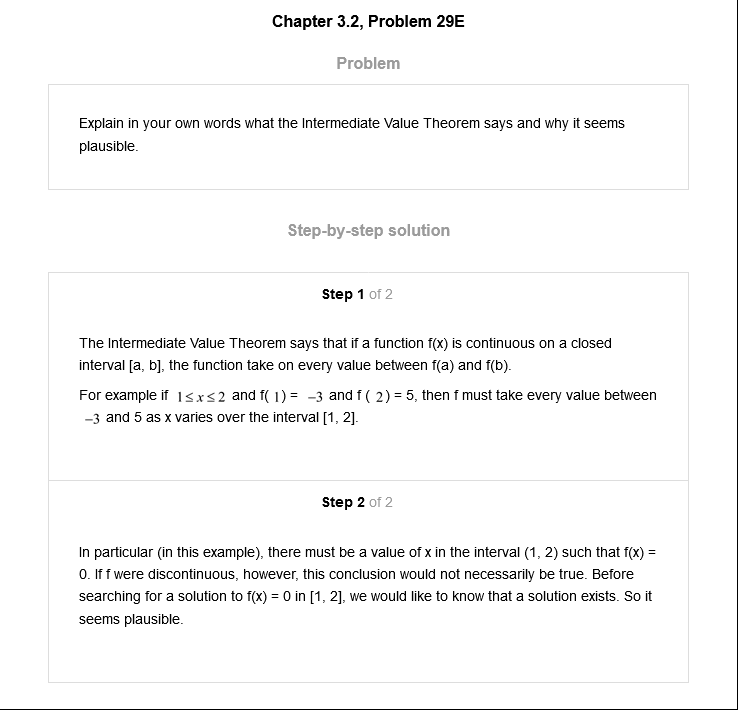 Chapter 3.2, Problem 29E
Problem
Explain in your own words what the Intermediate Value Theorem says and why it seems
plausible.
Step-by-step solution
Step 1 of 2
The Intermediate Value Theorem says that if a function f(x) is continuous on a closed
interval [a, b], the function take on every value between f(a) and f(b).
For example if 1≤x≤2 and f( 1) = −3 and f ( 2) = 5, then f must take every value between
−3 and 5 as x varies over the interval [1, 2].
Step 2 of 2
In particular (in this example), there must be a value of x in the interval (1, 2) such that f(x) =
0. If f were discontinuous, however, this conclusion would not necessarily be true. Before
searching for a solution to f(x) = 0 in [1, 2], we would like to know that a solution exists. So it
seems plausible.